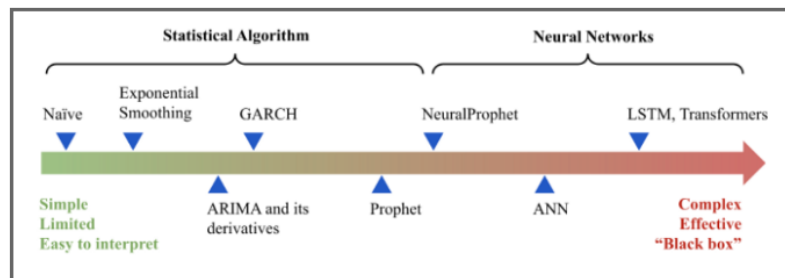 Statistical Algorithm
Neural Networks
Naïve
Exponential
Smoothing
GARCH
NeuralProphet
LSTM, Transformers
Simple
Limited
Easy to interpret
ARIMA and its
derivatives
Prophet
ANN
Complex
Effective
“Black box”